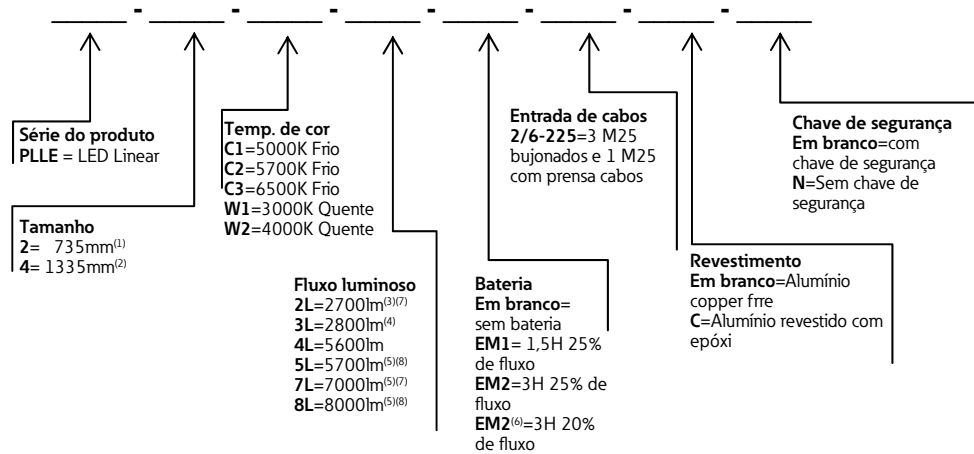 Série do produto
PLLE = LED Linear
Tamanho
2= 735mm(1)
4= 1335mm(2)
Temp. de cor
C1=5000K Frio
C2=5700K Frio
C3=6500K Frio
W1=3000K Quente
W2=4000K Quente
Fluxo luminoso
2L=2700lm(3)(7)
3L=2800lm(4)
4L=5600lm
5L=5700lm(5)(8)
7L=7000lm(5)(7)
8L=8000lm(5)(8)
Bateria
Em branco=
sem bateria
EM1= 1,5H 25%
de fluxo
EM2=3H 25% de
fluxo
EM2(6)=3H 20%
de fluxo
Entrada de cabos
2/6-225=3 M25
bujonados e 1 M25
com prensa cabos
Revestimento
Em branco=Alumínio
copper frre
C=Alumínio revestido com
epóxi
Chave de segurança
Em branco=com
chave de segurança
N=Sem chave de
segurança